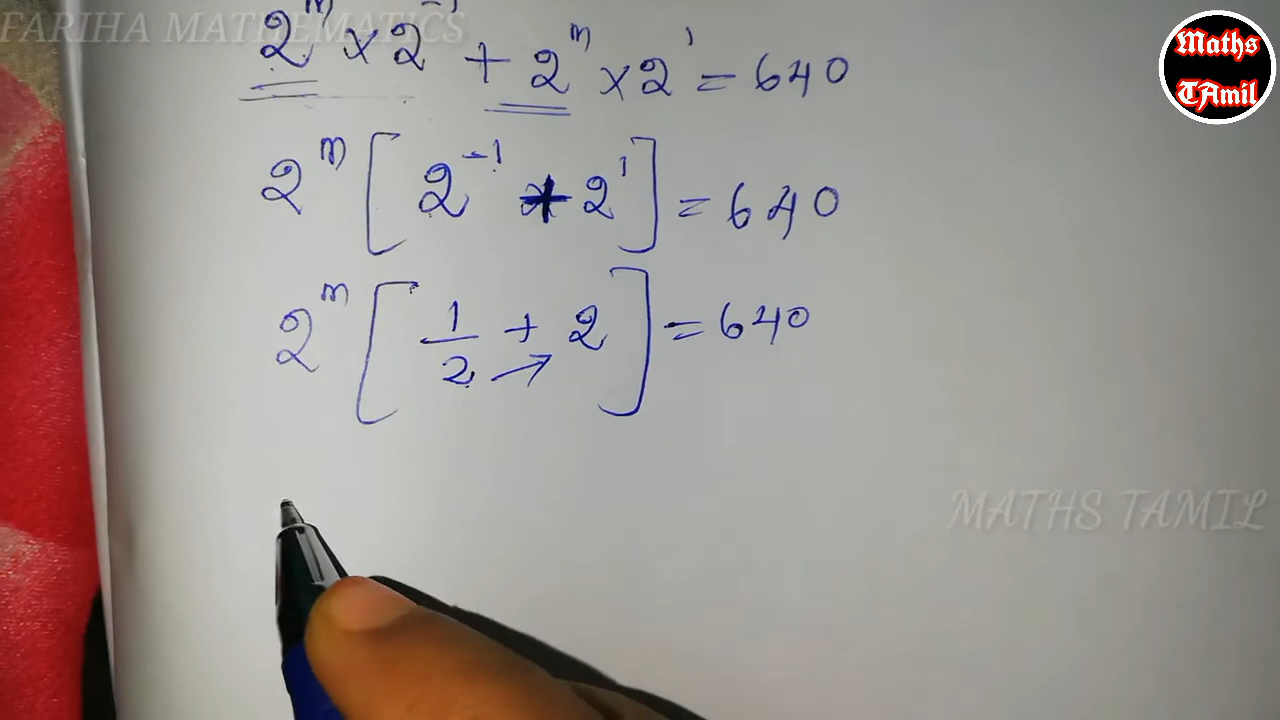 FARIHA MATHEMATICS
Maths
TAmil
2^m × 2^-1 + 2^m × 2^1 = 640
2^m [ 2^-1 + 2^1 ] = 640
2^m [ 1/2 + 2 ] = 640
MATHS TAMIL